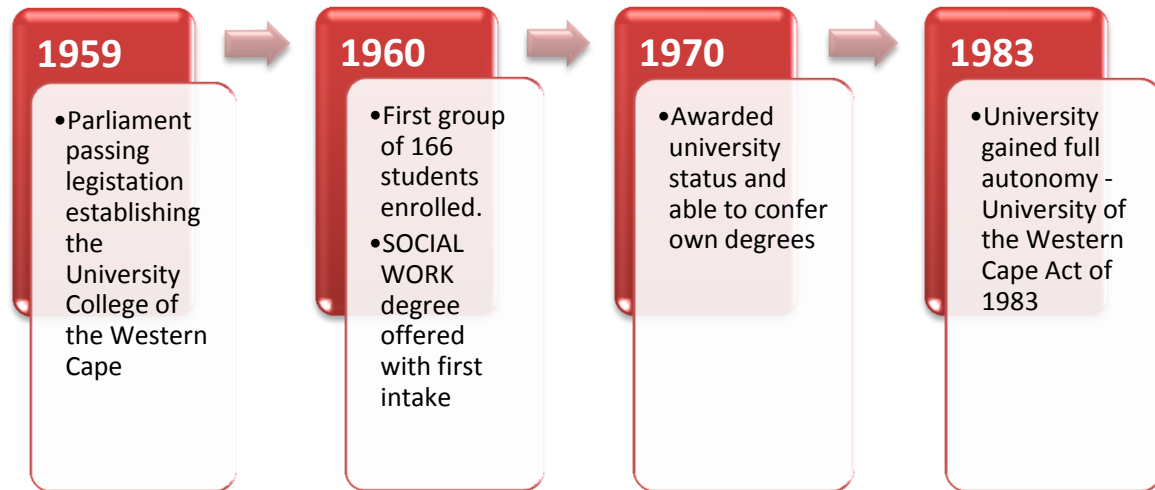 1959
•Parliament
passing
legistation
establishing
the
University
College of
the Western
Cape
1960
•First group
of 166
students
enrolled.
•SOCIAL
WORK
degree
offered
with first
intake
1970
•Awarded
university
status and
able to confer
own degrees
1983
•University
gained full
autonomy -
University of
the Western
Cape Act of
1983